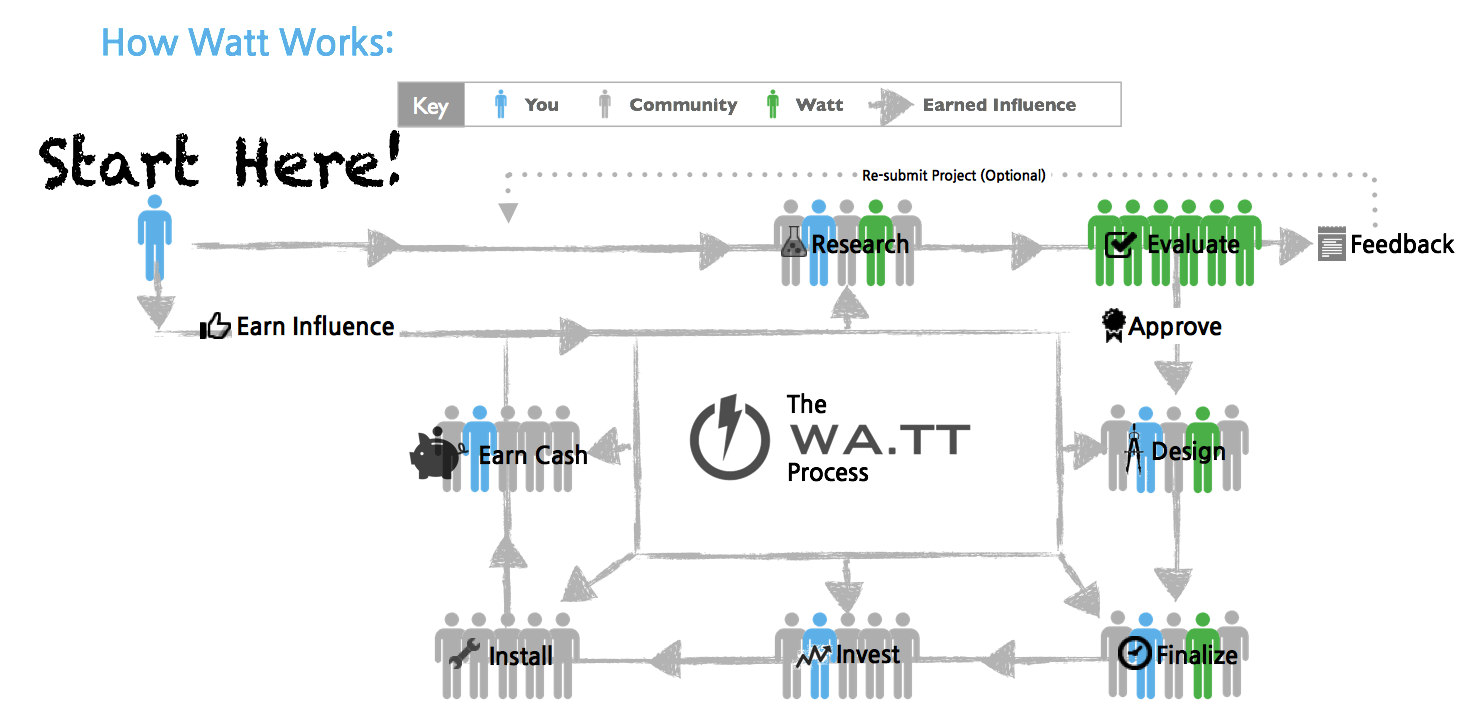 How Watt Works:
Key You Community Watt Earned Influence
Start Here!
Re-submit Project (Optional)
Research
Evaluate
Feedback
Earn Influence
Approve
The
WA.TT
Process
Earn Cash
Design
Install
Invest
Finalize